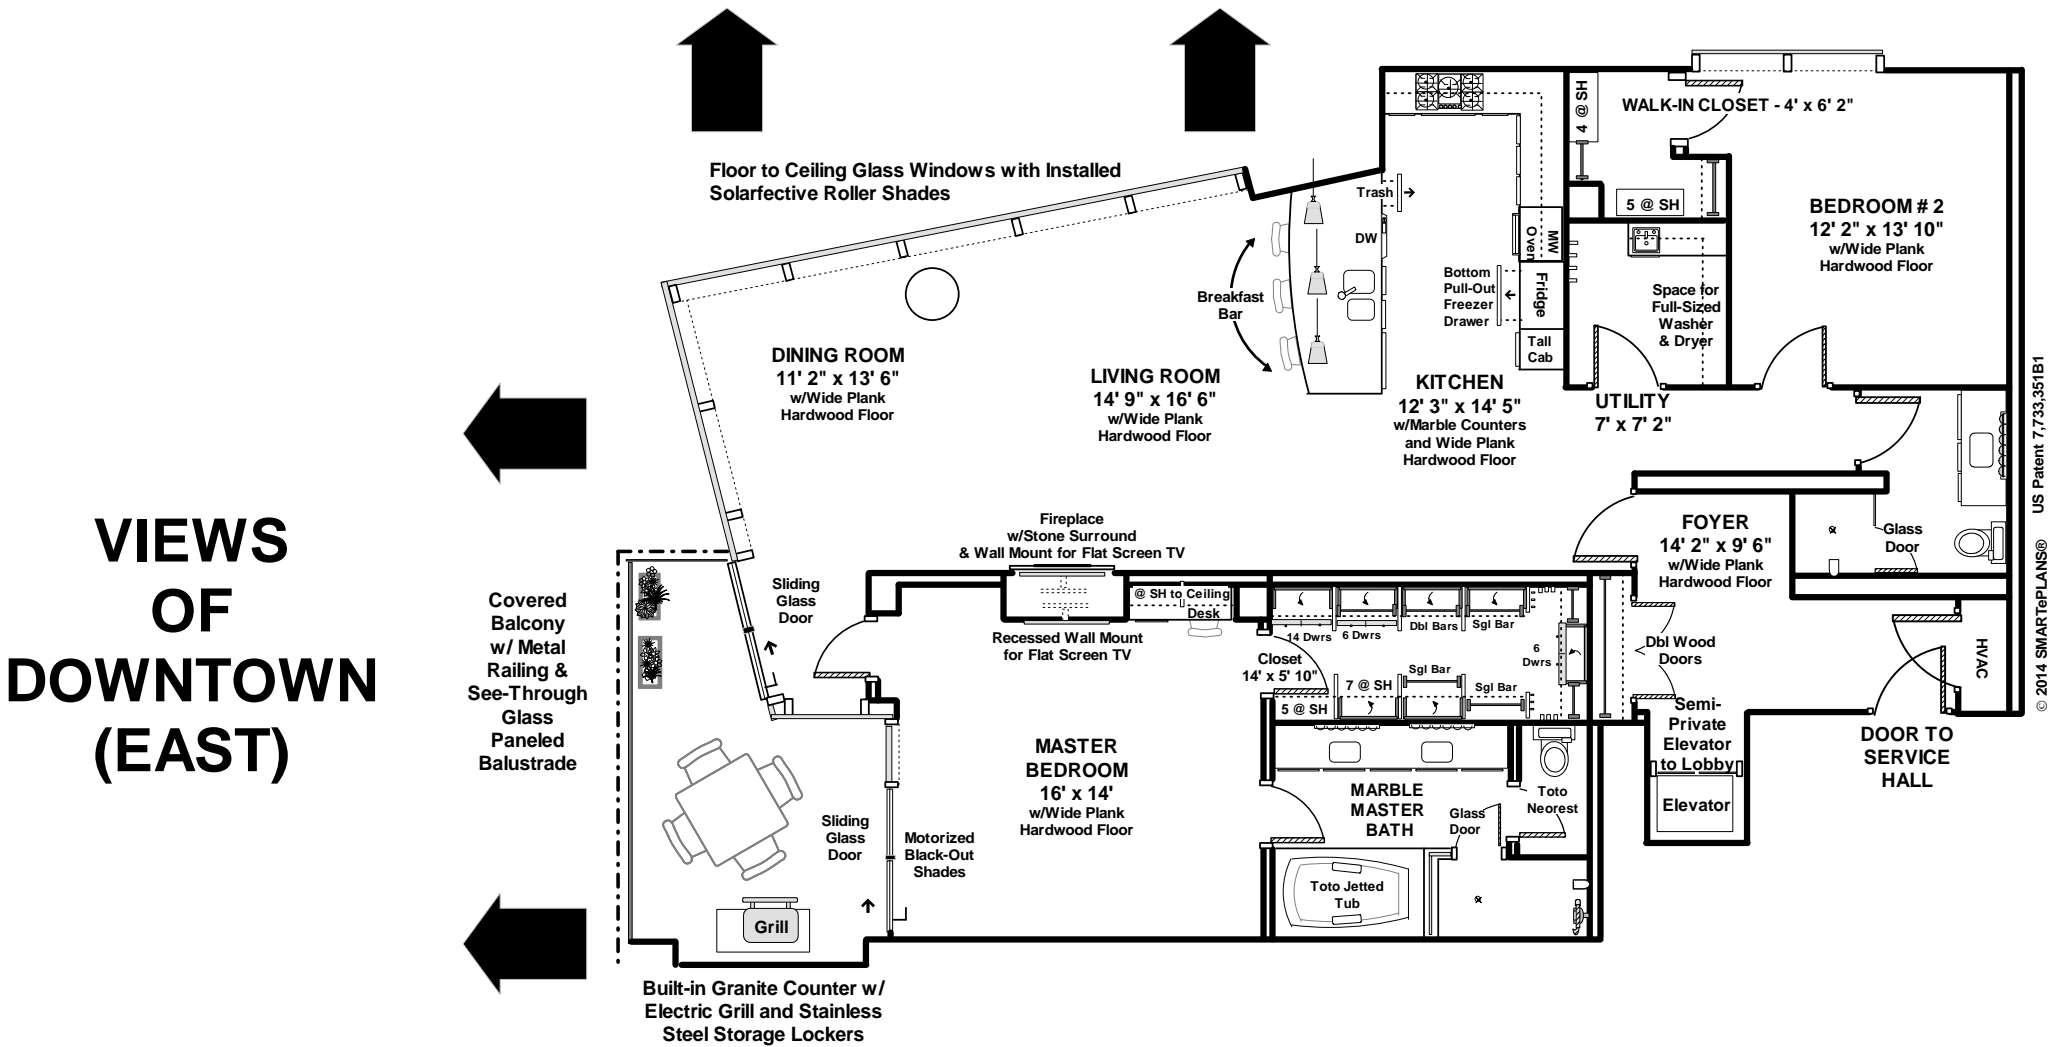 VIEWS
OF
DOWNTOWN
(EAST)
Floor to Ceiling Glass Windows with Installed
Solarfective Roller Shades
DINING ROOM
11' 2" x 13' 6"
w/Wide Plank
Hardwood Floor
LIVING ROOM
14' 9" x 16' 6"
w/Wide Plank
Hardwood Floor
Breakfast
Bar
Trash
DW
MW
Oven
Bottom
Pull-Out
Freezer
Drawer
Fridge
Tall
Cab
KITCHEN
12' 3" x 14' 5"
w/Marble Counters
and Wide Plank
Hardwood Floor
4 @ SH
WALK-IN CLOSET - 4' x 6' 2"
5 @ SH
BEDROOM # 2
12' 2" x 13' 10"
w/Wide Plank
Hardwood Floor
Space for
Full-Sized
Washer
& Dryer
UTILITY
7' x 7' 2"
FOYER
14' 2" x 9' 6"
w/Wide Plank
Hardwood Floor
Glass
Door
Fireplace
w/Stone Surround
& Wall Mount for Flat Screen TV
Sliding
Glass
Door
Covered
Balcony
w/ Metal
Railing &
See-Through
Glass
Paneled
Balustrade
Recessed Wall Mount
for Flat Screen TV
@ SH to Ceiling
Desk
14 Dwrs
6 Dwrs
Dbl Bars
Sgl Bar
Closet
14' x 5' 10"
5 @ SH
7 @ SH
Sgl Bar
Sgl Bar
6
Dwrs
Dbl Wood
Doors
HVAC
Semi-
Private
Elevator
to Lobby
Elevator
DOOR TO
SERVICE
HALL
MASTER
BEDROOM
16' x 14'
w/Wide Plank
Hardwood Floor
MARBLE
MASTER
BATH
Glass
Door
Toto
Neorest
Toto Jetted
Tub
Sliding
Glass
Door
Motorized
Black-Out
Shades
Grill
Built-in Granite Counter w/
Electric Grill and Stainless
Steel Storage Lockers
© 2014 SMARTePLANS® US Patent 7,733,351B1